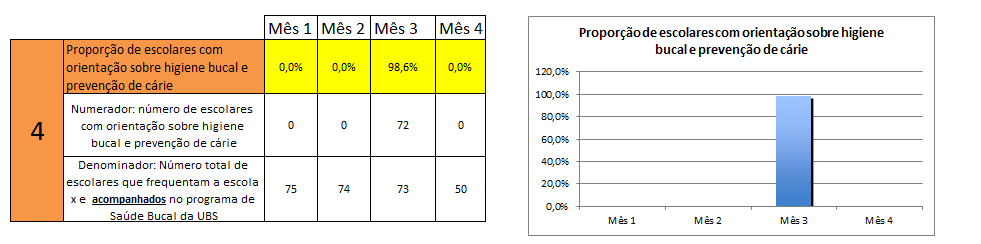 Mês 1 Mês 2 Mês 3 Mês 4
4
Proporção de escolares com
orientação sobre higiene bucal e
prevenção de cárie
0,0% 0,0% 98,6% 0,0%
Numerador: número de escolares
com orientação sobre higiene
bucal e prevenção de cárie
0 0 72 0
Denominador: Número total de
escolares que frequentam a escola
x e acompanhados no programa de
Saúde Bucal da UBS
75 74 73 50
Proporção de escolares com orientação sobre higiene
bucal e prevenção de cárie
120,0%
100,0%
80,0%
60,0%
40,0%
20,0%
0,0%
Mês 1 Mês 2 Mês 3 Mês 4